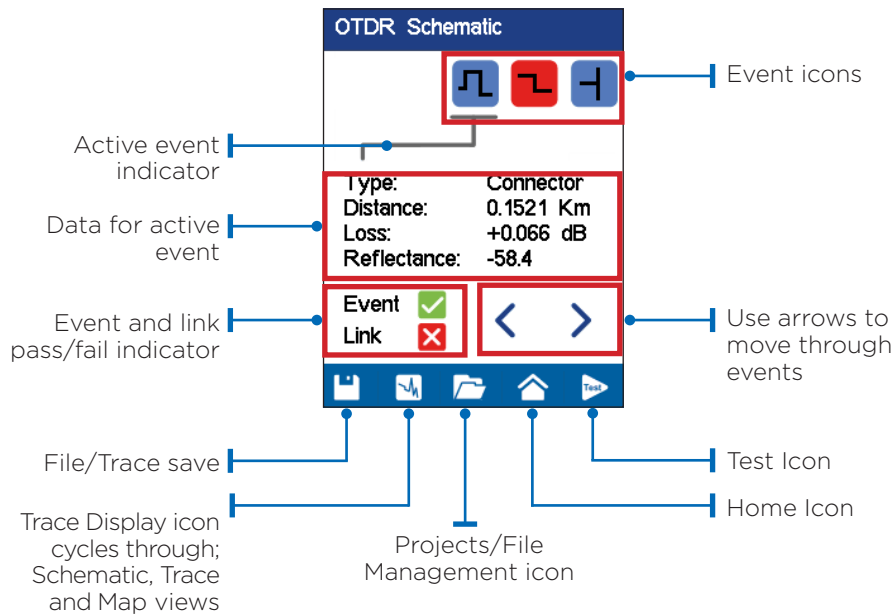 OTDR Schematic
Event icons
Active event
indicator
Type: Connector
Distance: 0.1521 Km
Loss: +0.066 dB
Reflectance: -58.4
Data for active
event
Event
Link
Event and link
pass/fail indicator
Use arrows to
move through
events
Test
File/Trace save
Test Icon
Trace Display icon
cycles through;
Schematic, Trace
and Map views
Projects/File
Management icon
Home Icon